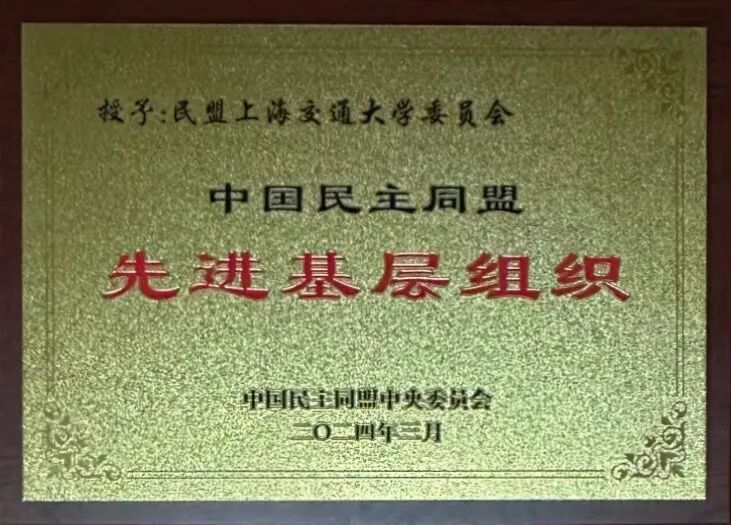 授予:民盟上海交通大学委员会
中国民主同盟
先进基层组织
中国民主同盟中央委员会
二〇二四年三月